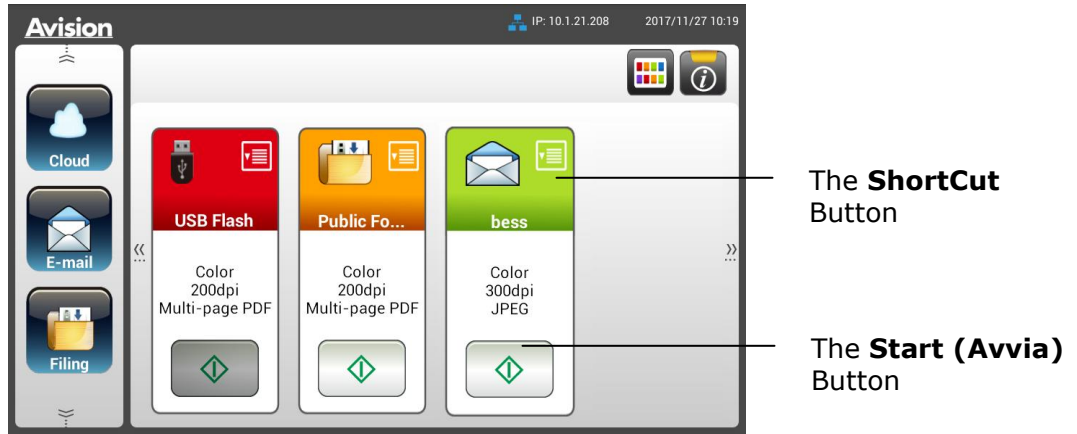 Avision
IP: 10.1.21.208
2017/11/27 10:19
Cloud
E-mail
Filing
USB Flash
Color
200dpi
Multi-page PDF
Public Fo...
Color
200dpi
Multi-page PDF
bess
Color
300dpi
JPEG
The ShortCut
Button
The Start (Avvia)
Button